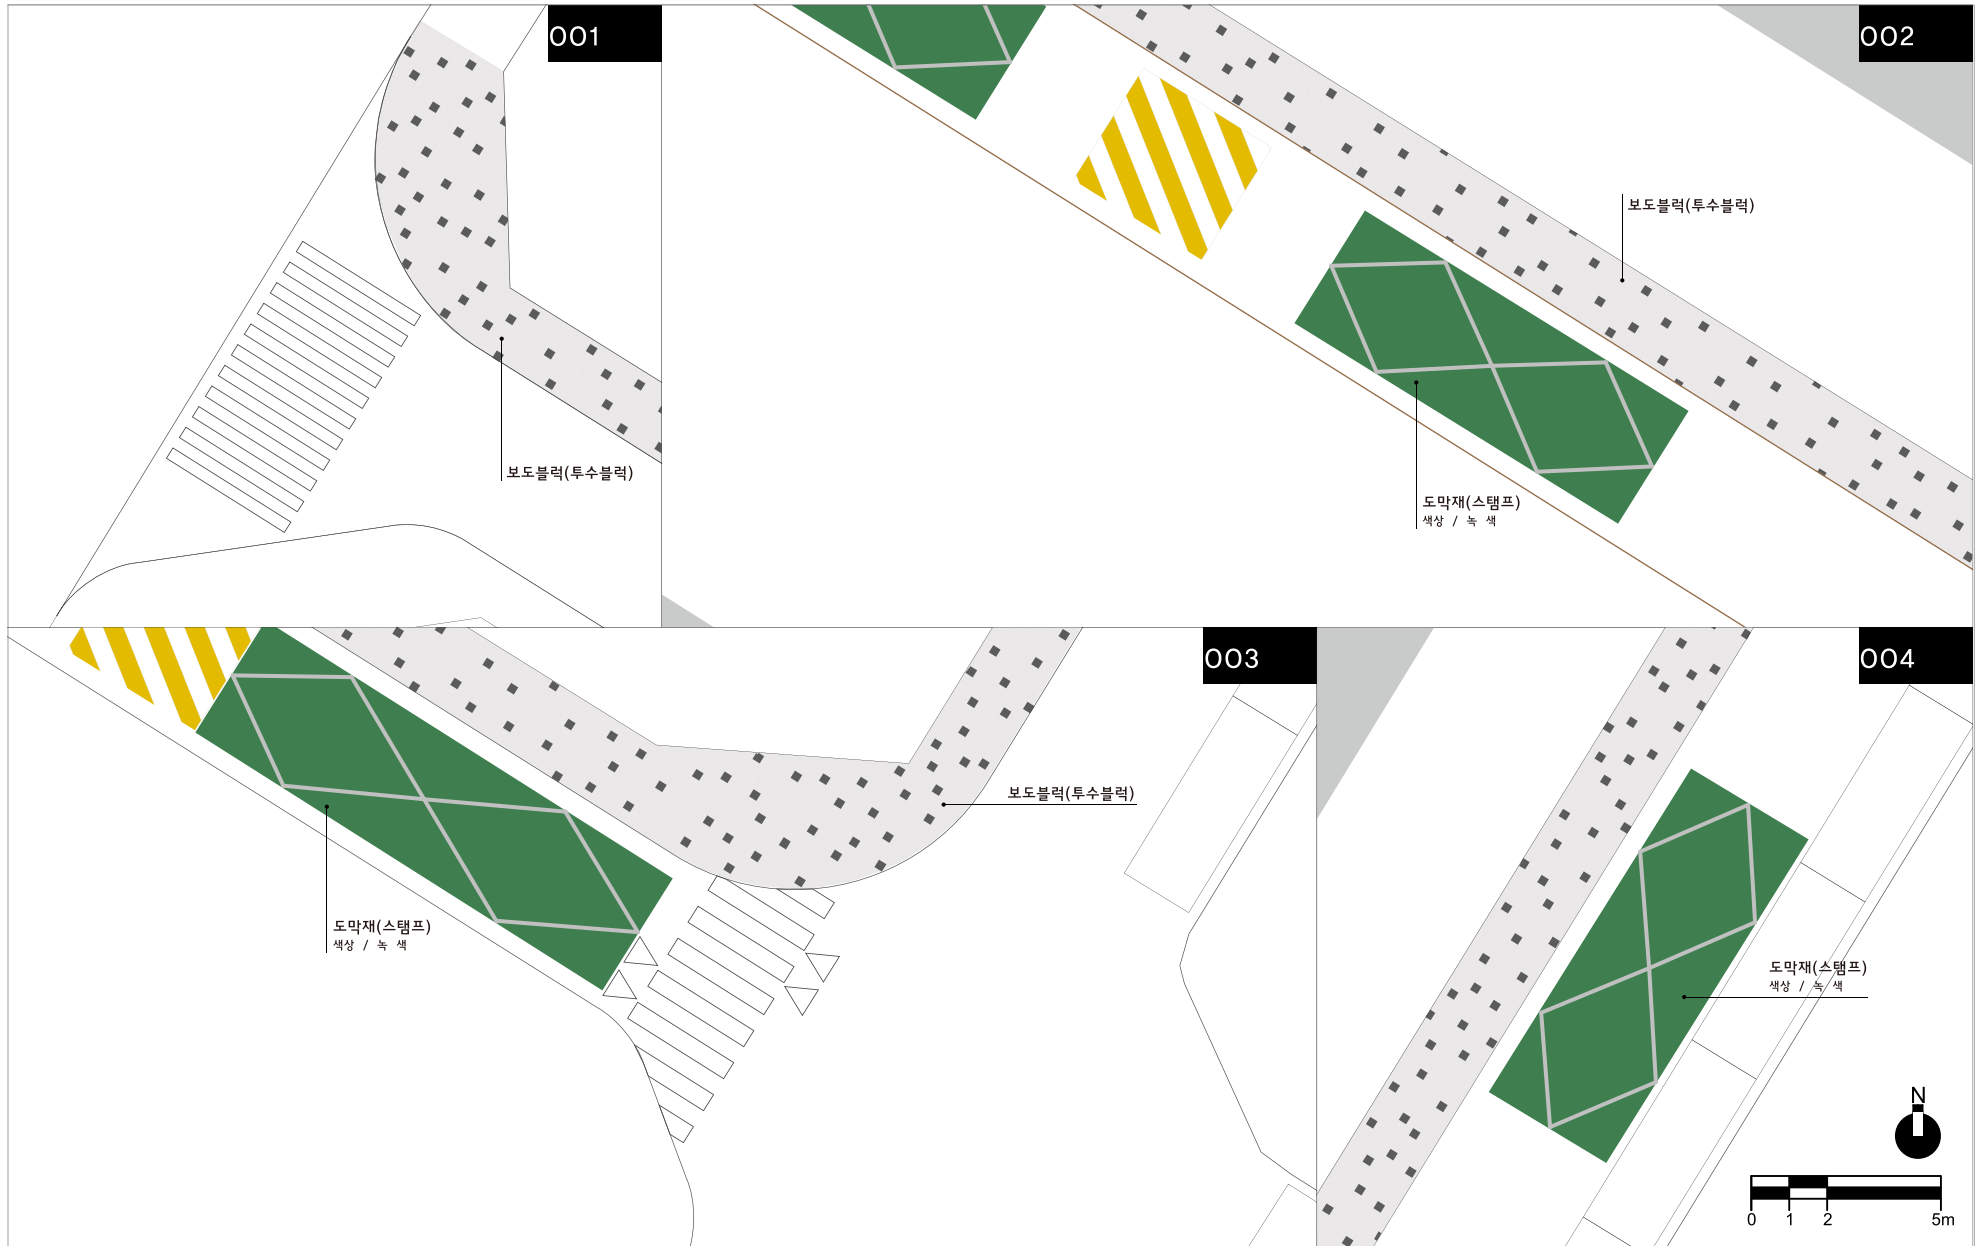 001
보도블럭(투수블럭)
002
보도블럭(투수블럭)
도막재(스탬프)
색상 / 녹 색
003
보도블럭(투수블럭)
도막재(스탬프)
색상 / 녹 색
004
도막재(스탬프)
색상 / 녹 색
N
0 1 2 5m